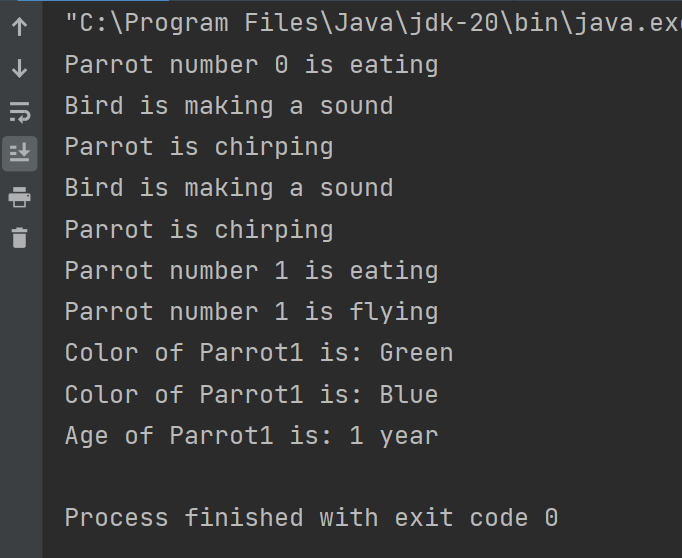 "C:\Program Files\Java\jdk-20\bin\java.ex
Parrot number 0 is eating
Bird is making a sound
Parrot is chirping
Bird is making a sound
Parrot is chirping
Parrot number 1 is eating
Parrot number 1 is flying
Color of Parrot1 is: Green
Color of Parrot1 is: Blue
Age of Parrot1 is: 1 year
Process finished with exit code 0